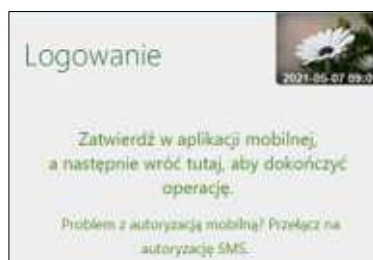 Logowanie
2021-05-07 09:0
Zatwierdź w aplikacji mobilnej,
a następnie wróć tutaj, aby dokończyć
operację.
Problem z autoryzacją mobilną? Przełącz na
autoryzację SMS.